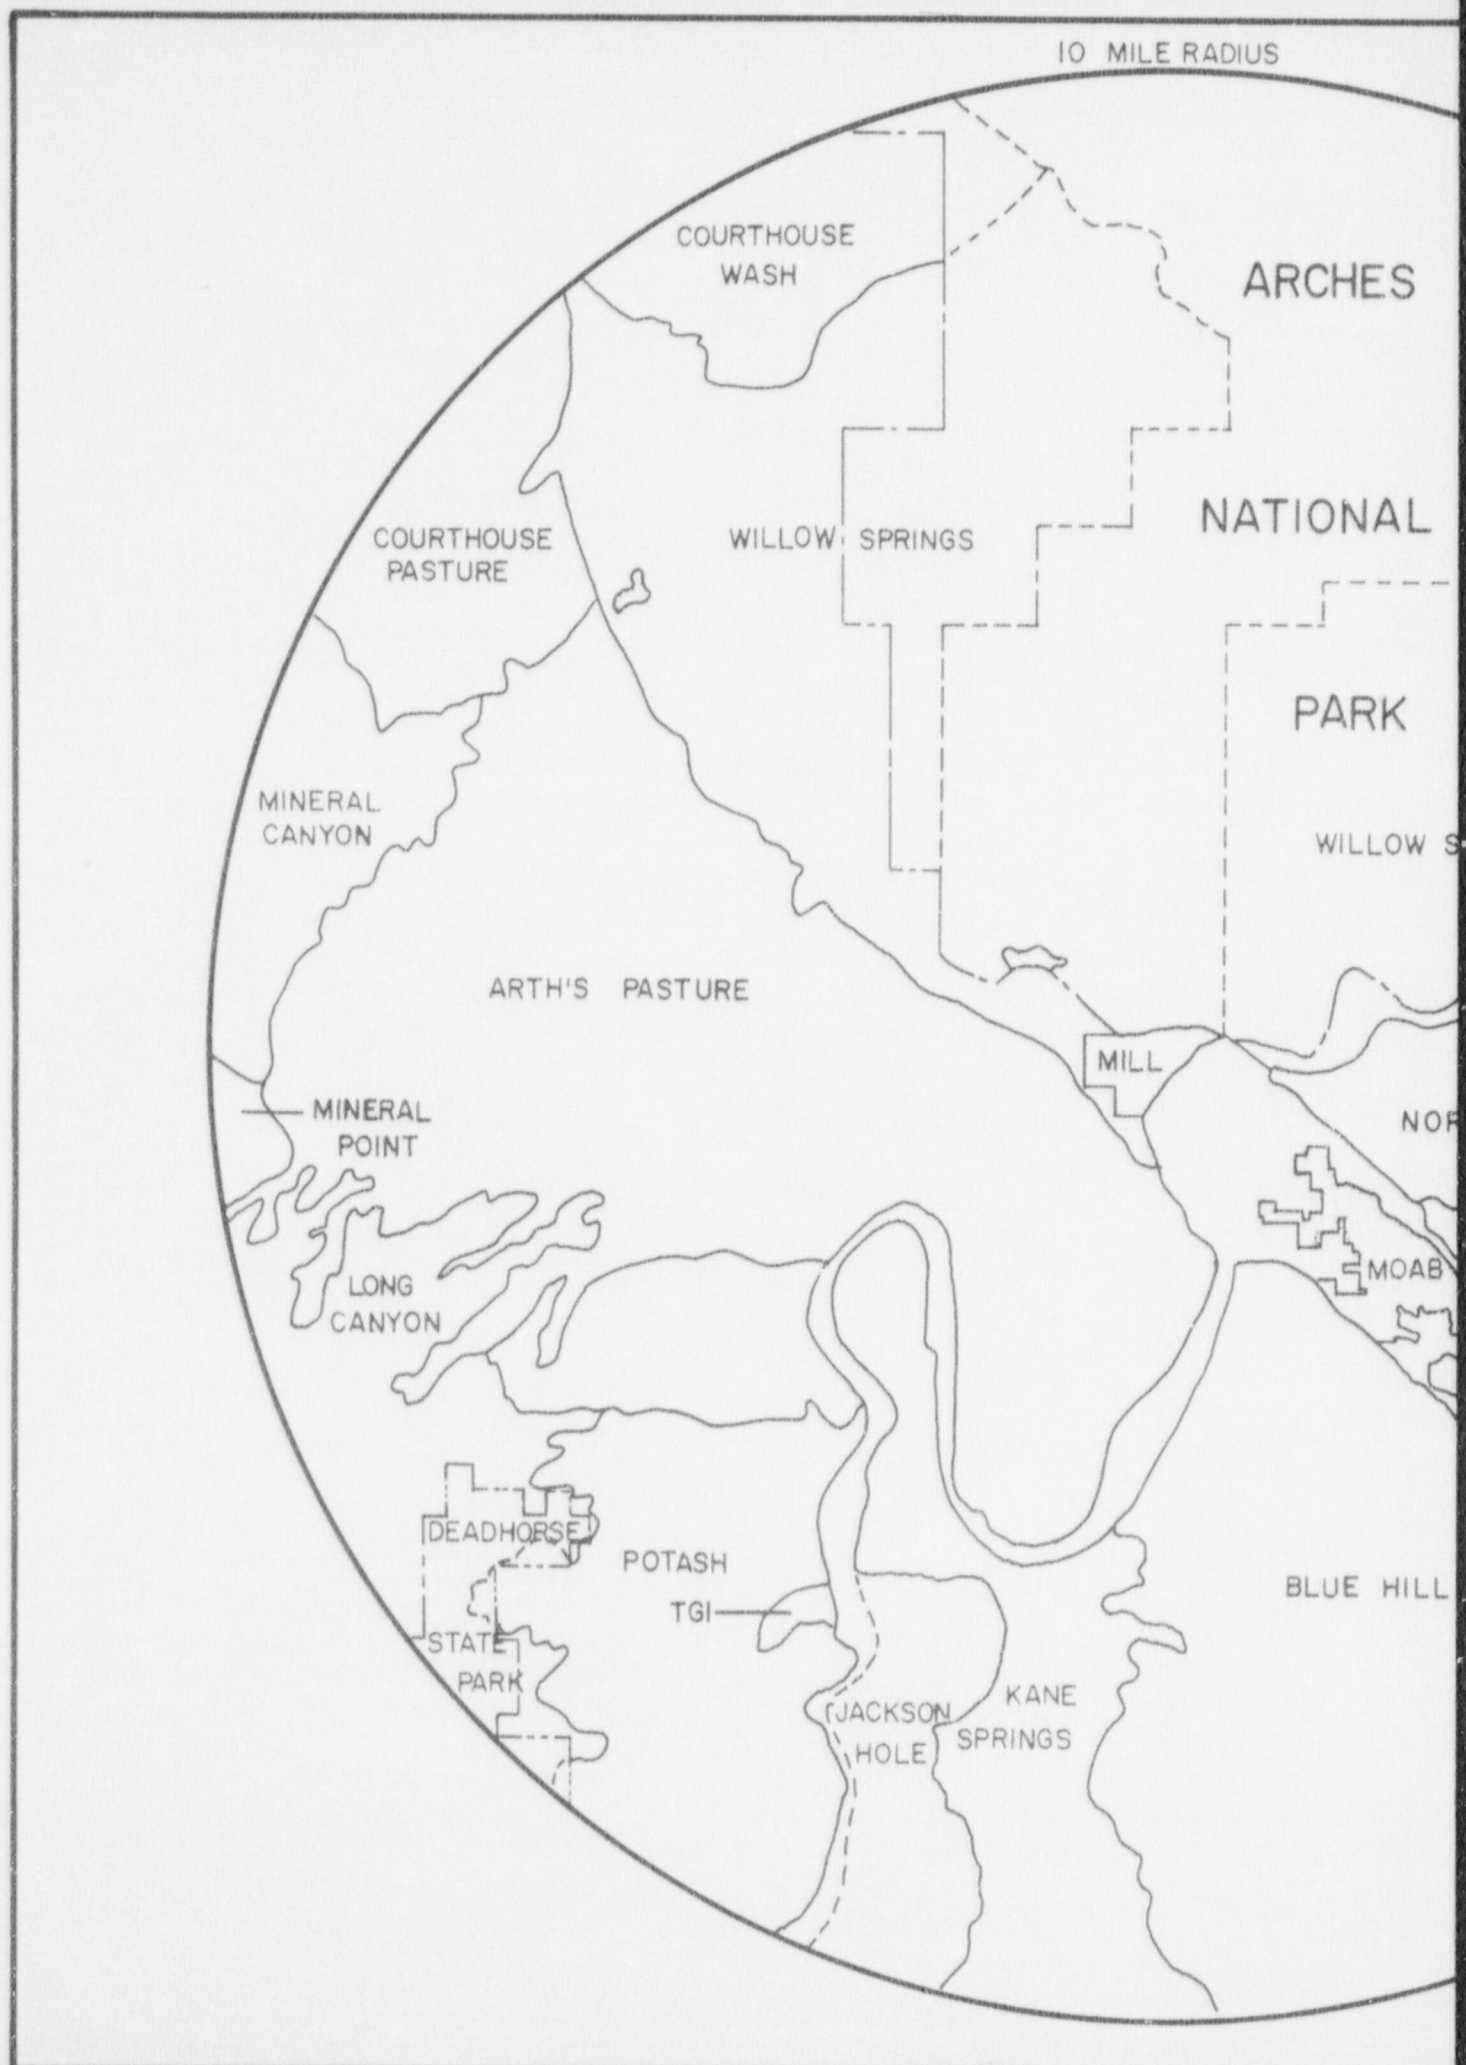 10 MILE RADIUS
COURTHOUSE
WASH
ARCHES
COURTHOUSE
PASTURE
WILLOW SPRINGS
NATIONAL
PARK
MINERAL
CANYON
WILLOW S
ARTH'S PASTURE
MILL
MINERAL
POINT
NOR
LONG
CANYON
MOAB
DEADHORSE
STATE
PARK
POTASH
TGI
BLUE HILL
JACKSON
HOLE
KANE
SPRINGS